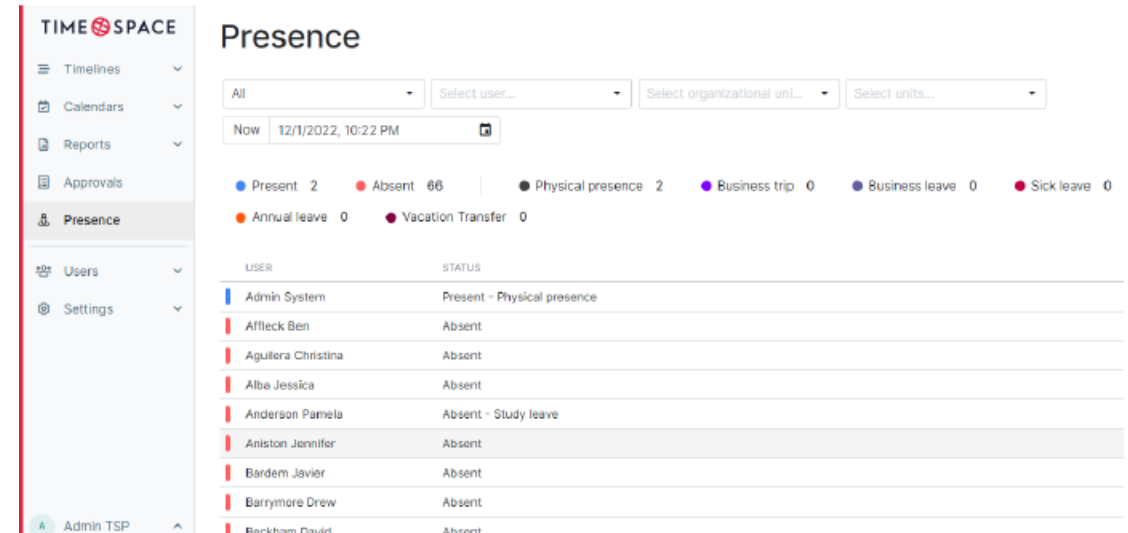 TIME SPACE
Timelines
Calendars
Reports
Approvals
Presence
Users
Settings
A Admin TSP
Presence
All Select user... Select organizational uni... Select units...
Now 12/1/2022, 10:22 PM
Present 2 Absent 66 Physical presence 2 Business trip 0 Business leave 0 Sick leave 0
Annual leave 0 Vacation Transfer 0
USER STATUS
Admin System Present - Physical presence
Affleck Ben Absent
Aguilera Christina Absent
Alba Jessica Absent
Anderson Pamela Absent - Study leave
Aniston Jennifer Absent
Bardem Javier Absent
Barrymore Drew Absent
Beckham David Absent